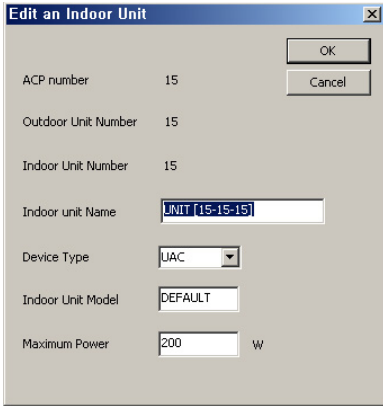 Edit an Indoor Unit
OK
ACP number 15
Cancel
Outdoor Unit Number 15
Indoor Unit Number 15
Indoor unit Name UNIT [15-15-15]
Device Type UAC
Indoor Unit Model DEFAULT
Maximum Power 200 W